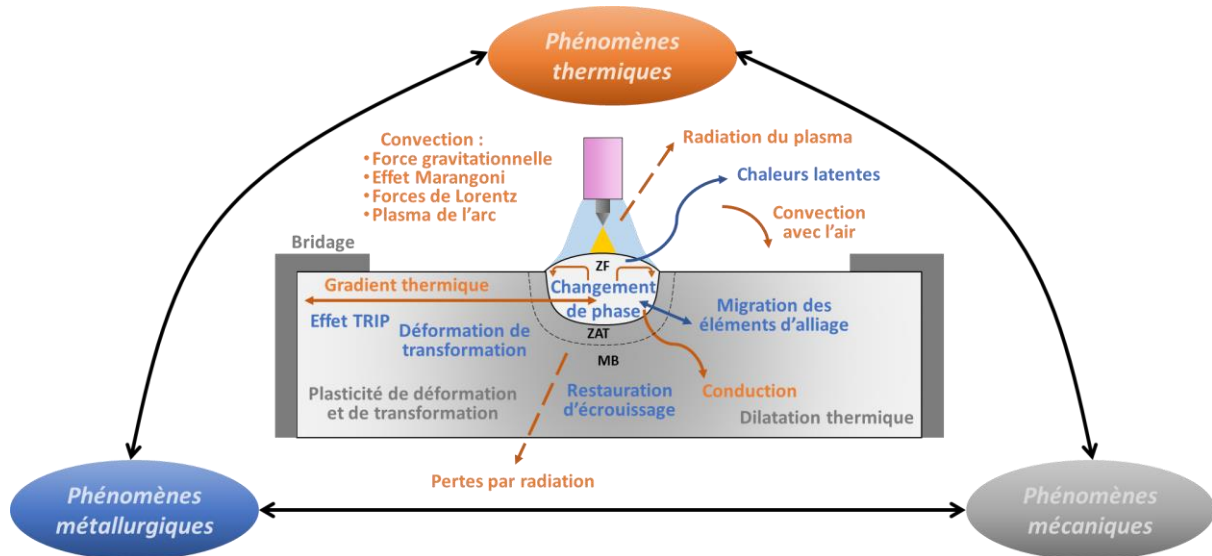 Phénomènes
thermiques
Convection :
•Force gravitationnelle
•Effet Marangoni
•Forces de Lorentz
•Plasma de l'arc
Radiation du plasma
Chaleurs latentes
Convection
avec l'air
Bridage
ZF
Gradient thermique
Changement
de phase
Effet TRIP
Migration des
éléments d'alliage
Déformation de
transformation
ZAT
MB
Plasticité de déformation
et de transformation
Restauration
d'écrouissage
Conduction
Dilatation thermique
Pertes par radiation
Phénomènes
métallurgiques
Phénomènes
mécaniques